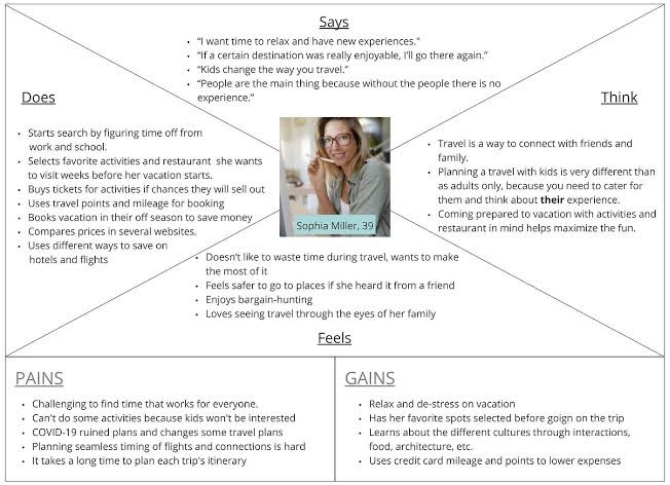 Says
• “I want time to relax and have new experiences.”
• “If a certain destination was really enjoyable, I’ll go there again.”
• “Kids change the way you travel.”
• “People are the main thing because without the people there is no
experience.”
Does
• Starts search by figuring time off from
work and school.
• Selects favorite activities and restaurant she wants
to visit weeks before her vacation starts.
• Buys tickets for activities if chances they will sell out
• Uses travel points and mileage for booking
• Books vacation in their off season to save money
• Compares prices in several websites.
• Uses different ways to save on
hotels and flights
Sophia Miller, 39
Think
• Travel is a way to connect with friends and
family.
• Planning a travel with kids is very different than
as adults only, because you need to cater for
them and think about their experience.
• Coming prepared to vacation with activities and
restaurant in mind helps maximize the fun.
• Doesn’t like to waste time during travel, wants to make
the most of it
• Feels safer to go to places if she heard it from a friend
• Enjoys bargain-hunting
• Loves seeing travel through the eyes of her family
Feels
PAINS
• Challenging to find time that works for everyone.
• Can't do some activities because kids won't be interested
• COVID-19 ruined plans and changes some travel plans
• Planning seamless timing of flights and connections is hard
• It takes a long time to plan each trip's itinerary
GAINS
• Relax and de-stress on vacation
• Has her favorite spots selected before goign on the trip
• Learns about the different cultures through interactions,
food, architecture, etc.
• Uses credit card mileage and points to lower expenses